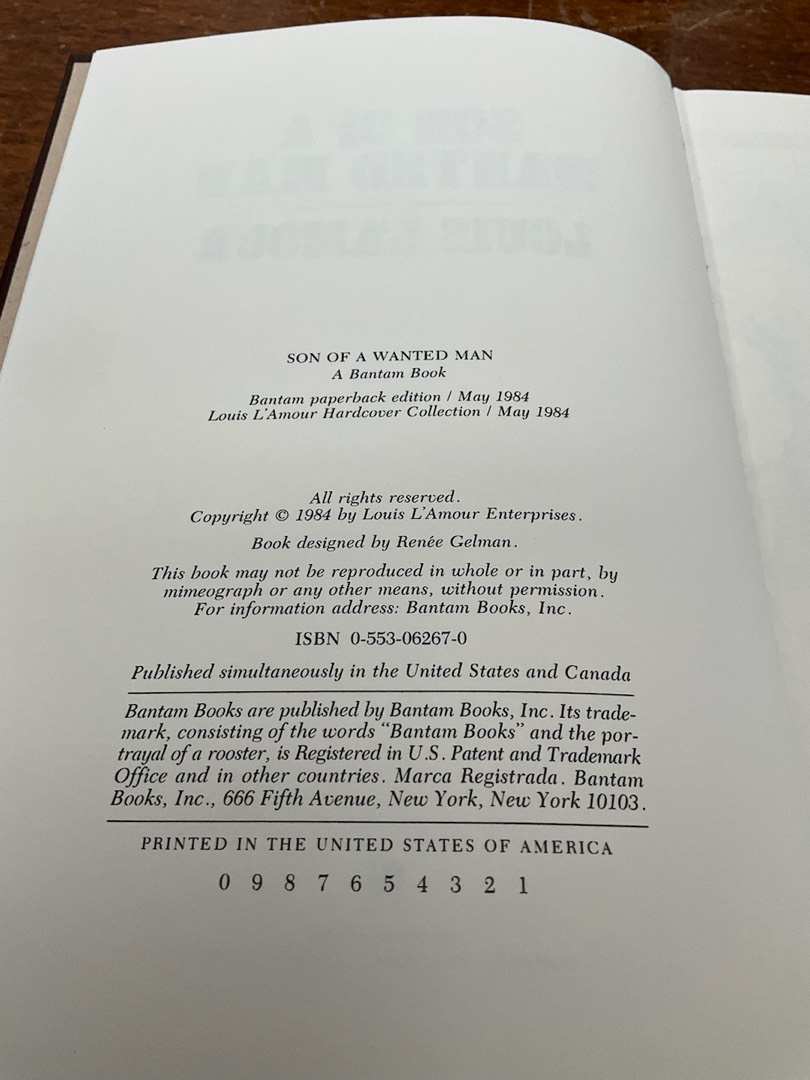 SON OF A WANTED MAN
A Bantam Book
Bantam paperback edition / May 1984
Louis L'Amour Hardcover Collection / May 1984
All rights reserved.
Copyright © 1984 by Louis L'Amour Enterprises.
Book designed by Renée Gelman.
This book may not be reproduced in whole or in part, by
mimeograph or any other means, without permission.
For information address: Bantam Books, Inc.
ISBN 0-553-06267-0
Published simultaneously in the United States and Canada
Bantam Books are published by Bantam Books, Inc. Its trade-
mark, consisting of the words "Bantam Books" and the por-
trayal of a rooster, is Registered in U.S. Patent and Trademark
Office and in other countries. Marca Registrada. Bantam
Books, Inc., 666 Fifth Avenue, New York, New York 10103.
PRINTED IN THE UNITED STATES OF AMERICA
0 9 8 7 6 5 4 3 2 1